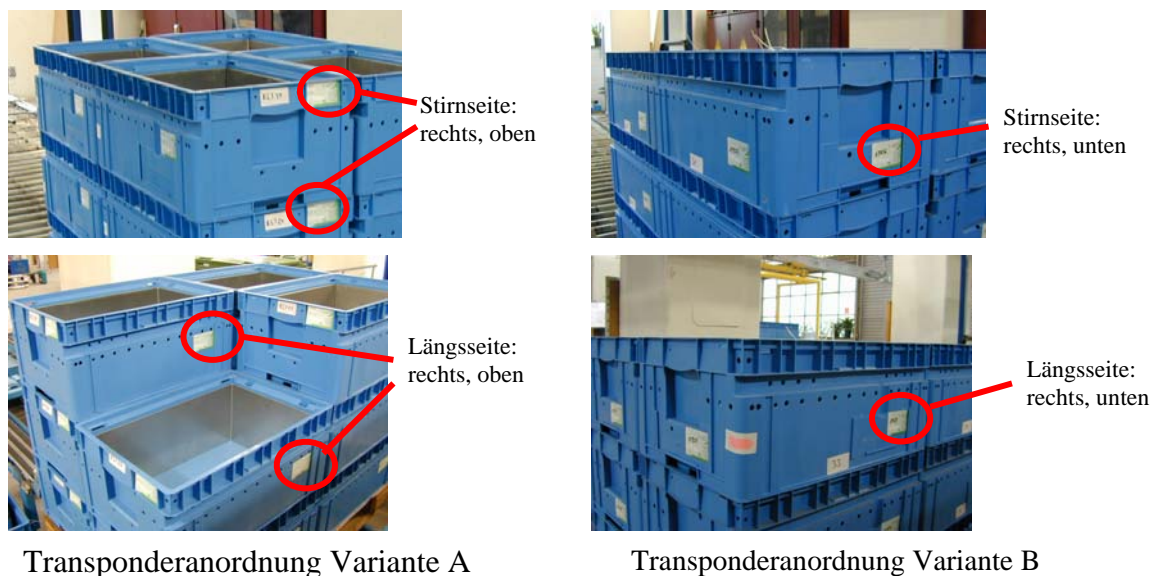 Stirnseite:
rechts, oben
Längsseite:
rechts, oben
Transponderanordnung Variante A
Stirnseite:
rechts, unten
Längsseite:
rechts, unten
Transponderanordnung Variante B